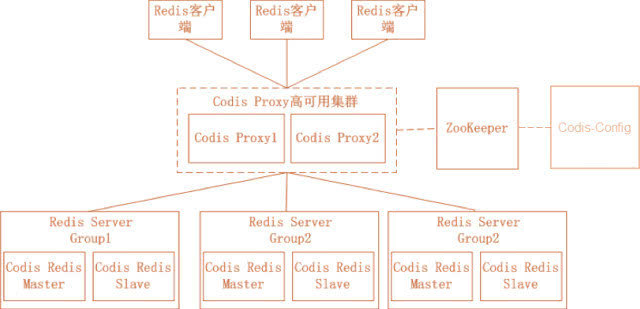 Redis客户
端
Redis客户
端
Redis客户
端
Codis Proxy高可用集群
Codis Proxy1
Codis Proxy2
ZooKeeper
Codis-Config
Redis Server
Group1
Codis Redis
Master
Codis Redis
Slave
Redis Server
Group2
Codis Redis
Master
Codis Redis
Slave
Redis Server
Group2
Codis Redis
Master
Codis Redis
Slave